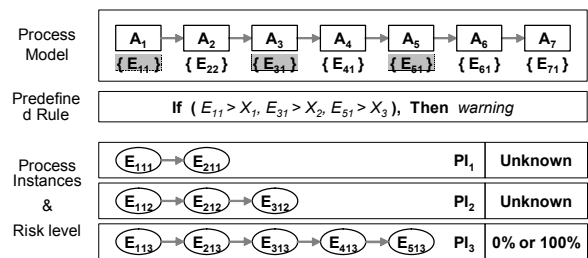 Process Model
A1 A2 A3 A4 A5 A6 A7
{ E11 } { E22 } { E31 } { E41 } { E51 } { E61 } { E71 }
Predefine
d Rule
If ( E11 > X1, E31 > X2, E51 > X3 ), Then warning
Process
Instances
&
Risk level
E111 E211 PI1 Unknown
E112 E212 E312 PI2 Unknown
E113 E213 E313 E413 E513 PI3 0% or 100%